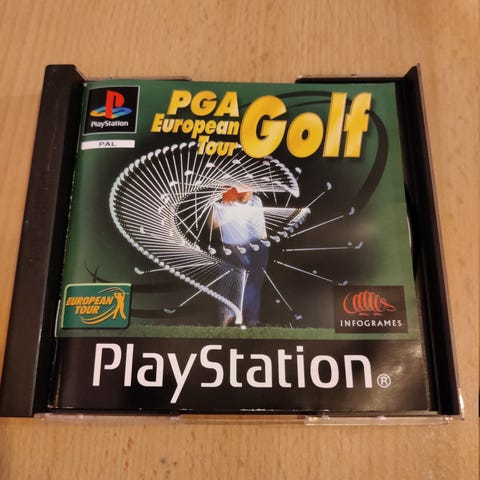 PlayStation
PAL
PGA
European
Tour
Golf
EUROPEAN
TOUR
INFOGRAMES
PlayStation®